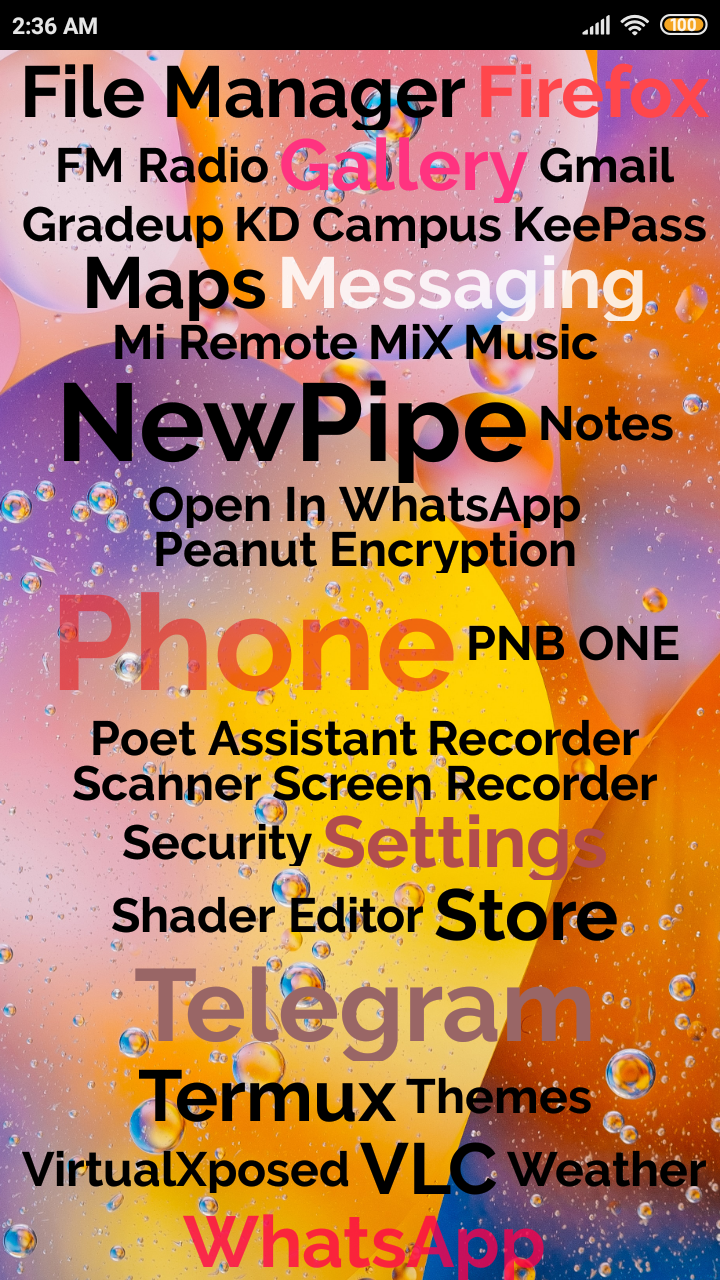 2:36 AM 100
File Manager Firefox
FM Radio Gallery Gmail
Gradeup KD Campus KeePass
Maps Messaging
Mi Remote MiX Music
NewPipe Notes
Open In WhatsApp
Peanut Encryption
Phone PNB ONE
Poet Assistant Recorder
Scanner Screen Recorder
Security Settings
Shader Editor Store
Telegram
Termux Themes
VirtualXposed VLC Weather
WhatsApp